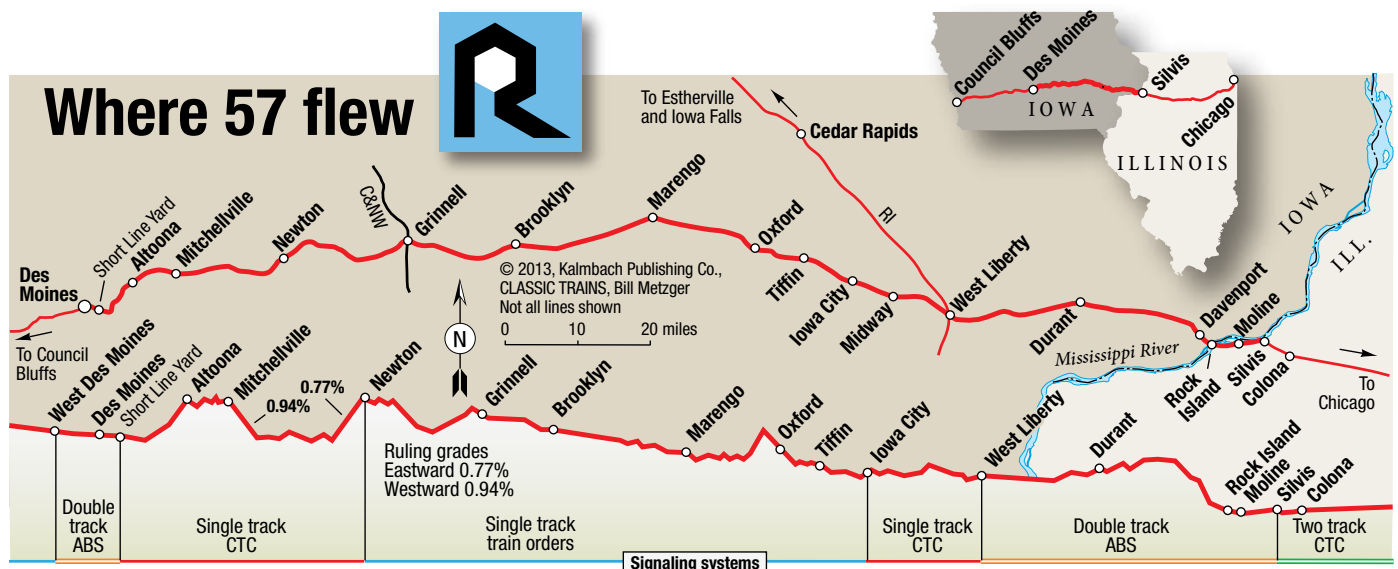 Where 57 flew
R
Council Bluffs
Des Moines
Silvis
Chicago
IOWA
ILLINOIS
To Estherville
and Iowa Falls
Cedar Rapids
RI
C&NW
IOWA
ILL.
Des
Moines
Short Line Yard
Altoona
Mitchellville
Newton
Grinnell
Brooklyn
Marengo
Oxford
Tiffin
Iowa City
Midway
West Liberty
Durant
Davenport
Rock
Island
Moline
Silvis
Colona
Mississippi River
To Council
Bluffs
To
Chicago
© 2013, Kalmbach Publishing Co.,
CLASSIC TRAINS, Bill Metzger
Not all lines shown
0 10 20 miles
N
West Des Moines
Des Moines
Short Line Yard
Altoona
Mitchellville
0.94%
0.77%
Newton
Grinnell
Brooklyn
Marengo
Oxford
Tiffin
Iowa City
West Liberty
Durant
Rock Island
Moline
Silvis
Colona
Ruling grades
Eastward 0.77%
Westward 0.94%
Double
track
ABS
Single track
CTC
Single track
train orders
Single track
CTC
Double track
ABS
Two track
CTC
Signaling systems